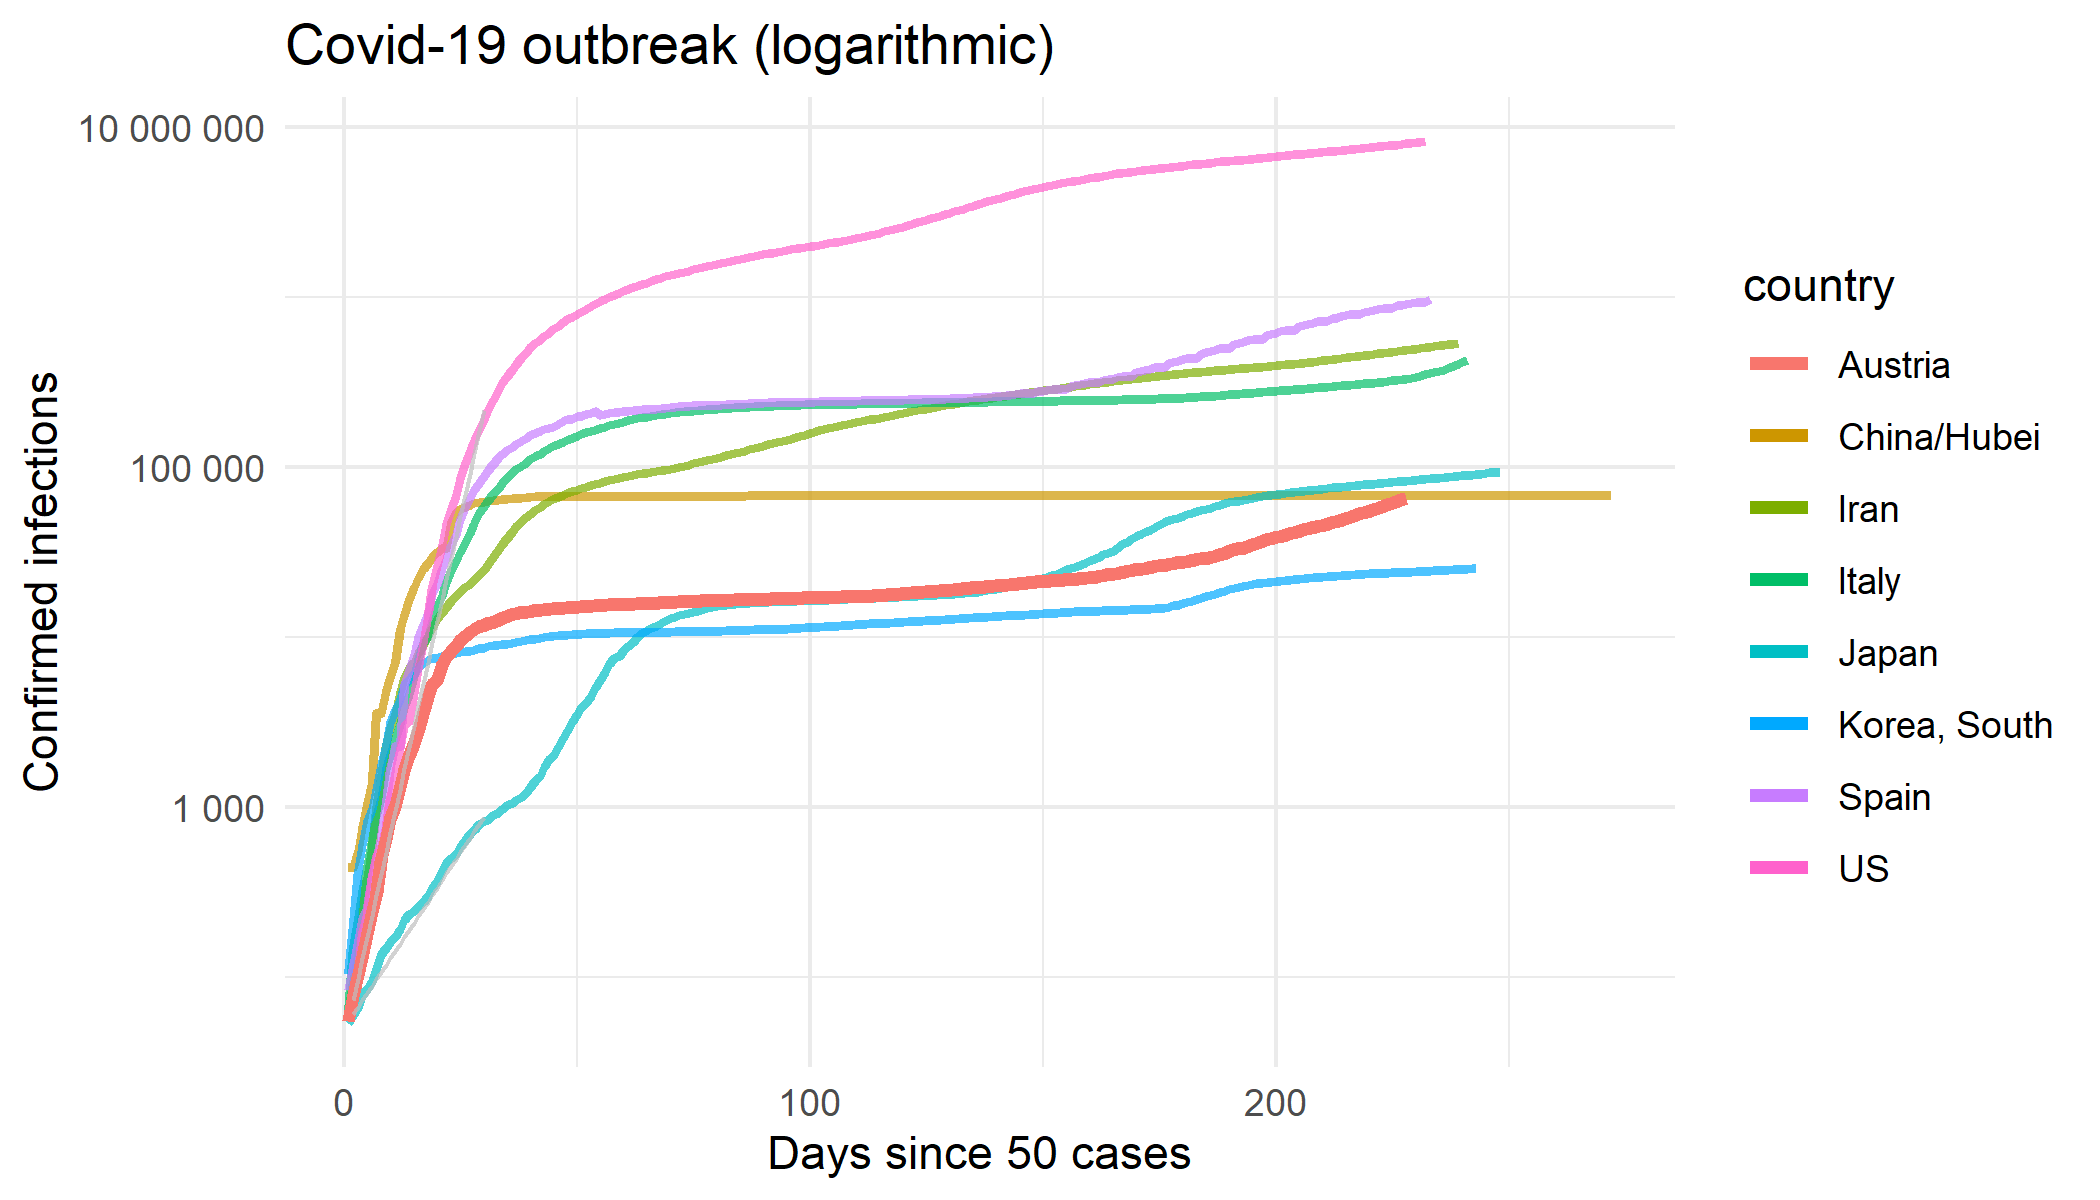 Covid-19 outbreak (logarithmic)
10 000 000
100 000
1 000
Confirmed infections
0
100
200
Days since 50 cases
country
Austria
China/Hubei
Iran
Italy
Japan
Korea, South
Spain
US